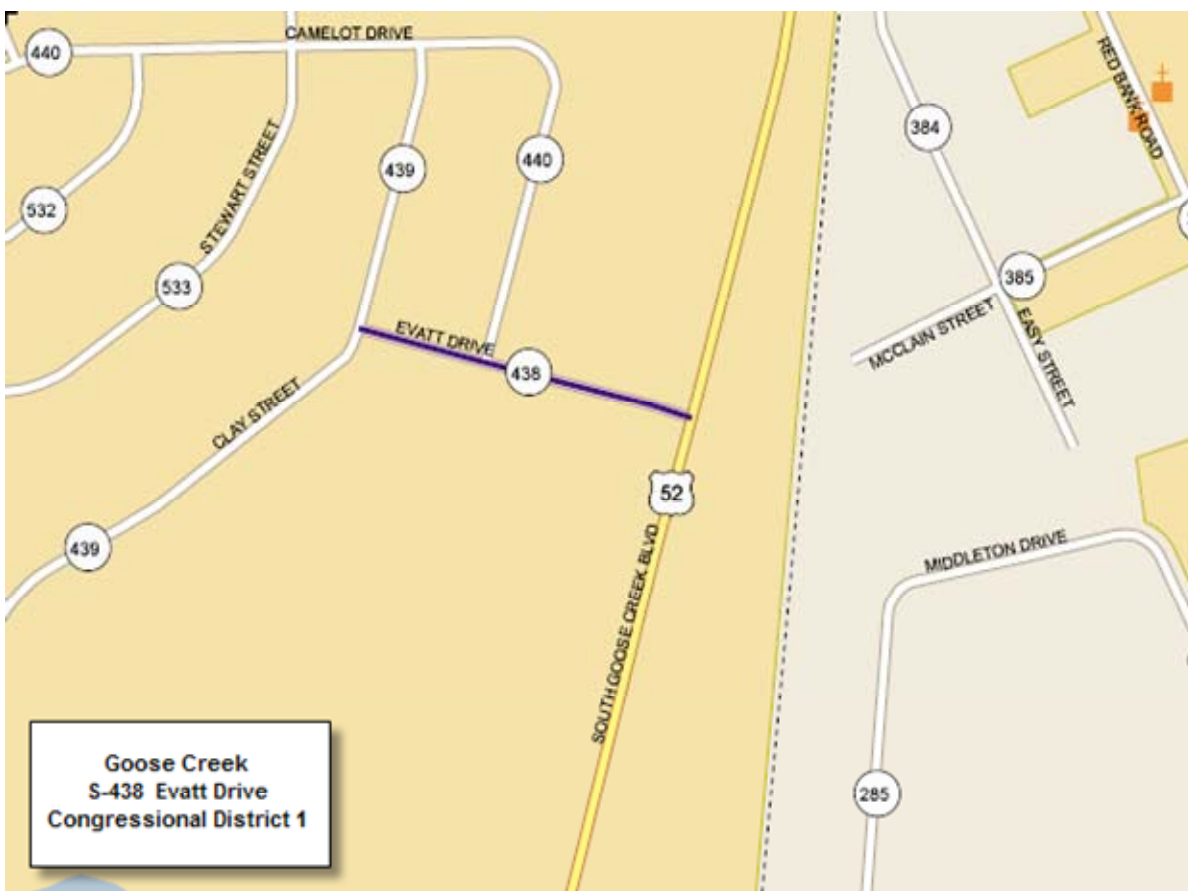 CAMELOT DRIVE
440
RED BANK ROAD
384
439
440
532
STEWART STREET
533
385
EVATT DRIVE
438
MCCLAIN STREET
EASY STREET
CLAY STREET
52
439
MIDDLETON DRIVE
SOUTH GOOSE CREEK BLVD
285
Goose Creek
S-438 Evatt Drive
Congressional District 1